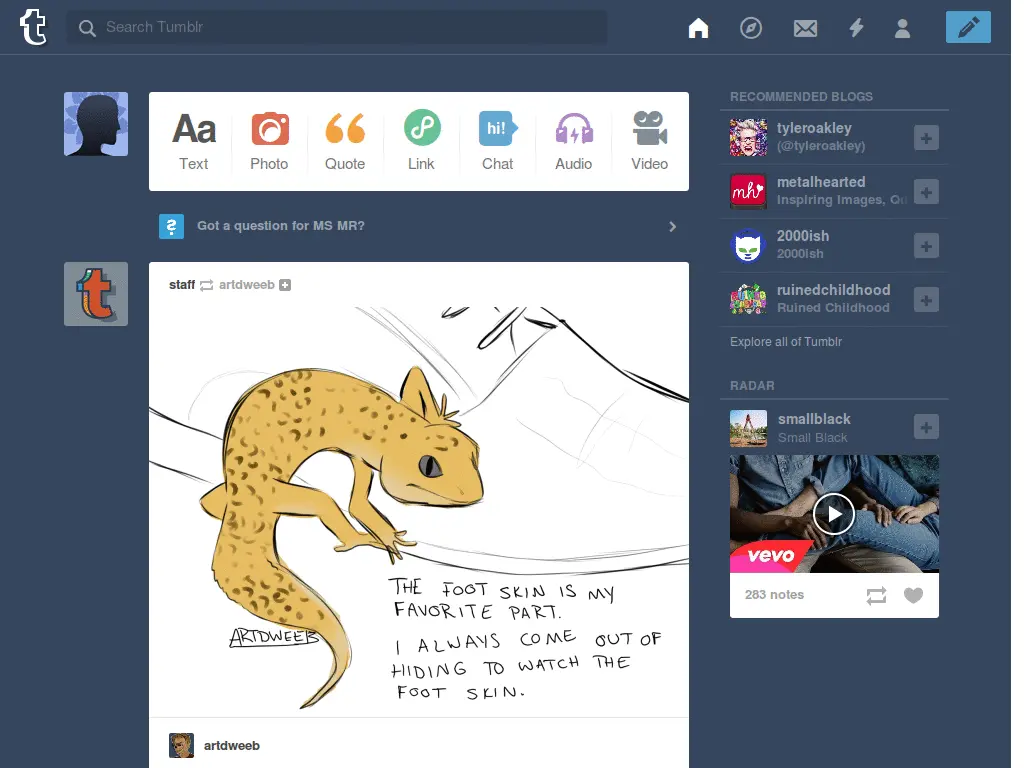 t
Search Tumblr
Aa
hi!
Text
Photo
Quote
Link
Chat
Audio
Video
?
Got a question for MS MR?
t
staff artdweeb
THE FOOT SKIN IS MY
FAVORITE PART.
I ALWAYS COME OUT OF
HIDING TO WATCH THE
FOOT SKIN.
ARTDWEEB
artdweeb
RECOMMENDED BLOGS
tyleroakley
(@tyleroakley)
mh
metalhearted
Inspiring Images, Qu
2000ish
2000ish
ruinedchildhood
Ruined Childhood
Explore all of Tumblr
RADAR
smallblack
Small Black
vevo
283 notes